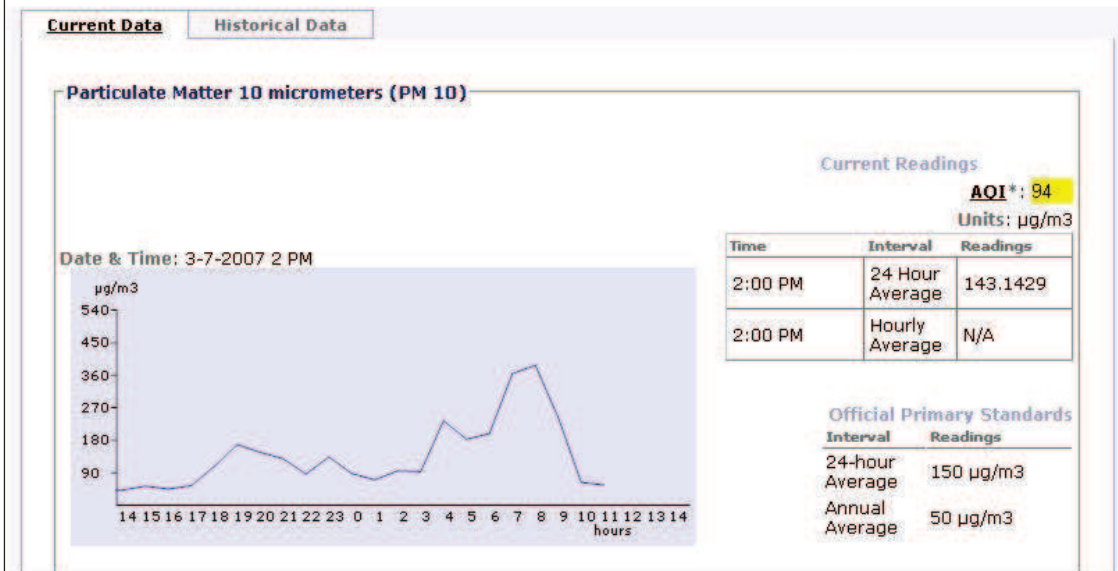 Current Data Historical Data
Particulate Matter 10 micrometers (PM 10)
Current Readings
AQI*: 94
Units: µg/m3
Time Interval Readings
2:00 PM 24 Hour Average 143.1429
2:00 PM Hourly Average N/A
Date & Time: 3-7-2007 2 PM
µg/m3
540
450
360
270
180
90
14 15 16 17 18 19 20 21 22 23 0 1 2 3 4 5 6 7 8 9 10 11 12 13 14
hours
Official Primary Standards
Interval Readings
24-hour Average 150 µg/m3
Annual Average 50 µg/m3